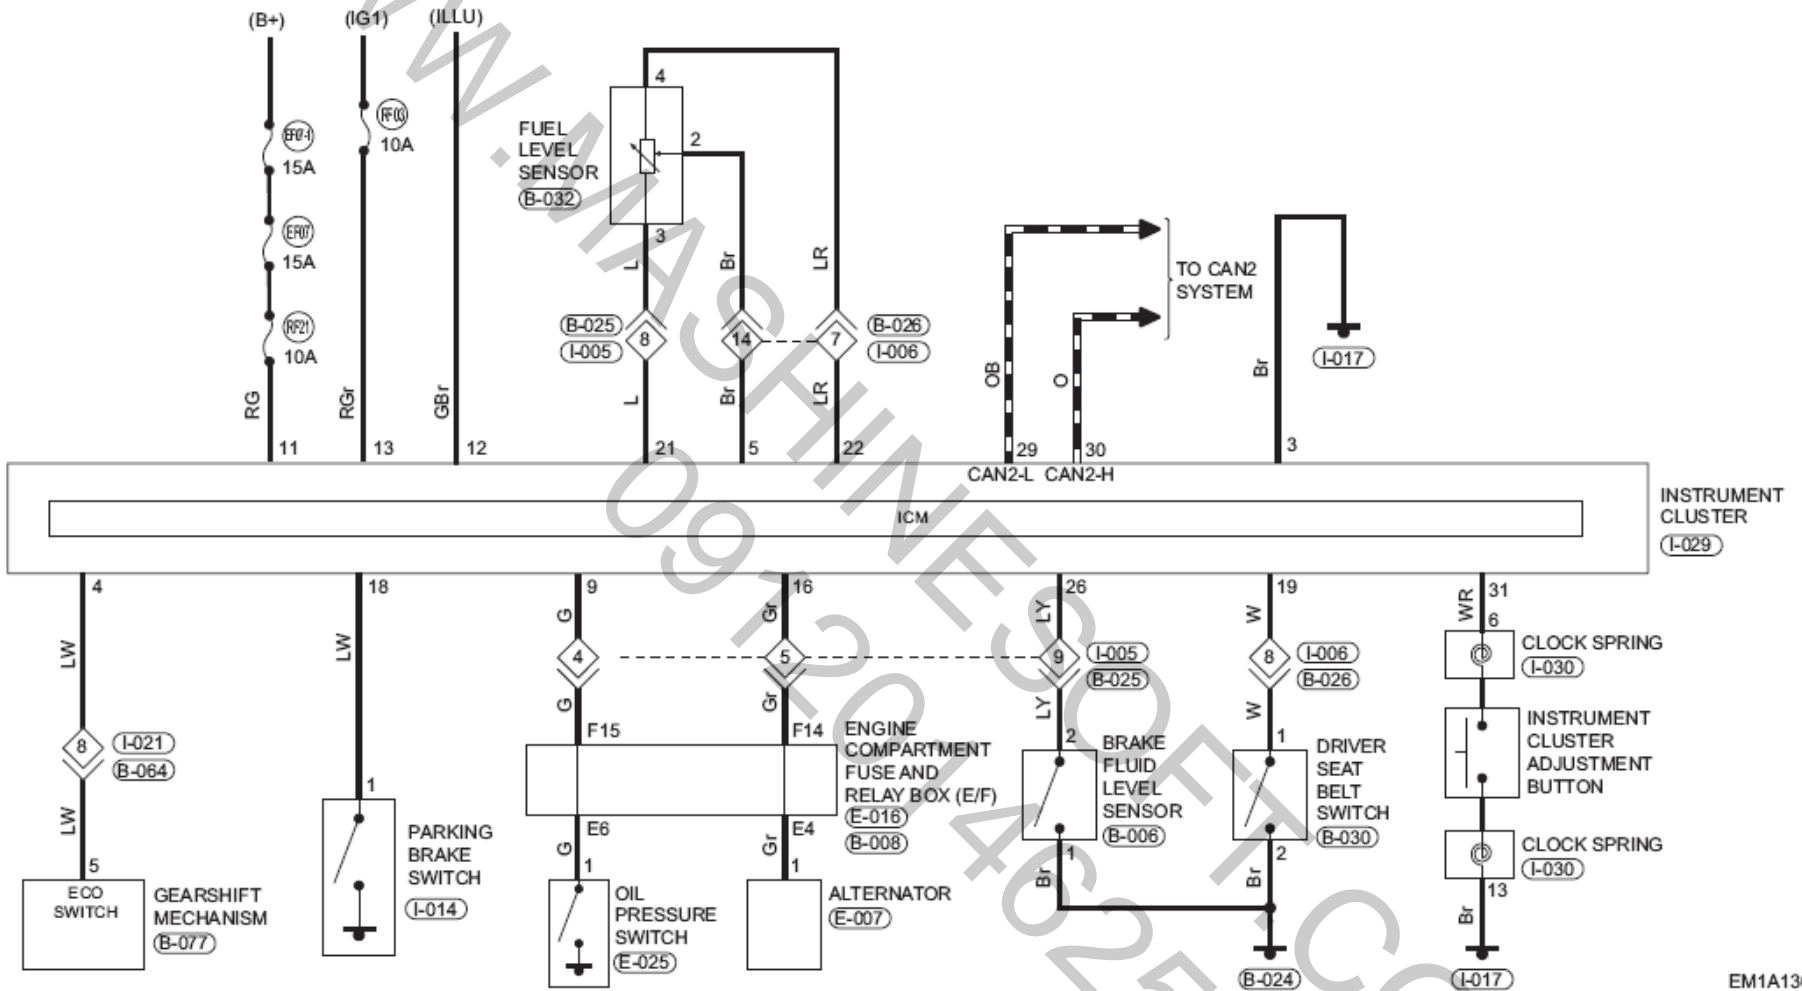 (B+) (IG1) (ILLU)
EF07-1
15A
RF03
10A
EF07
15A
RF21
10A
RG RGr GBr
11 13 12
FUEL
LEVEL
SENSOR
B-032
4
2
3
L Br LR
B-025
I-005
8 14 7
B-026
I-006
L Br LR
21 5 22
TO CAN2
SYSTEM
OB O
29 30
CAN2-L CAN2-H
Br
3
I-017
ICM
INSTRUMENT
CLUSTER
I-029
4 18 9 16 26 19 31
LW LW G Gr LY W WR
8
I-021
B-064
LW
5
ECO
SWITCH
GEARSHIFT
MECHANISM
B-077
1
PARKING
BRAKE
SWITCH
I-014
4 5 9
I-005
B-025
G Gr LY
F15 F14
ENGINE
COMPARTMENT
FUSE AND
RELAY BOX (E/F)
E-016
B-008
E6 E4
G Gr
1 1
OIL
PRESSURE
SWITCH
E-025
ALTERNATOR
E-007
2
BRAKE
FLUID
LEVEL
SENSOR
B-006
1
Br
8
I-006
B-026
W
1
DRIVER
SEAT
BELT
SWITCH
B-030
2
Br
B-024
6
CLOCK SPRING
I-030
INSTRUMENT
CLUSTER
ADJUSTMENT
BUTTON
CLOCK SPRING
I-030
13
Br
I-017
EM1A13